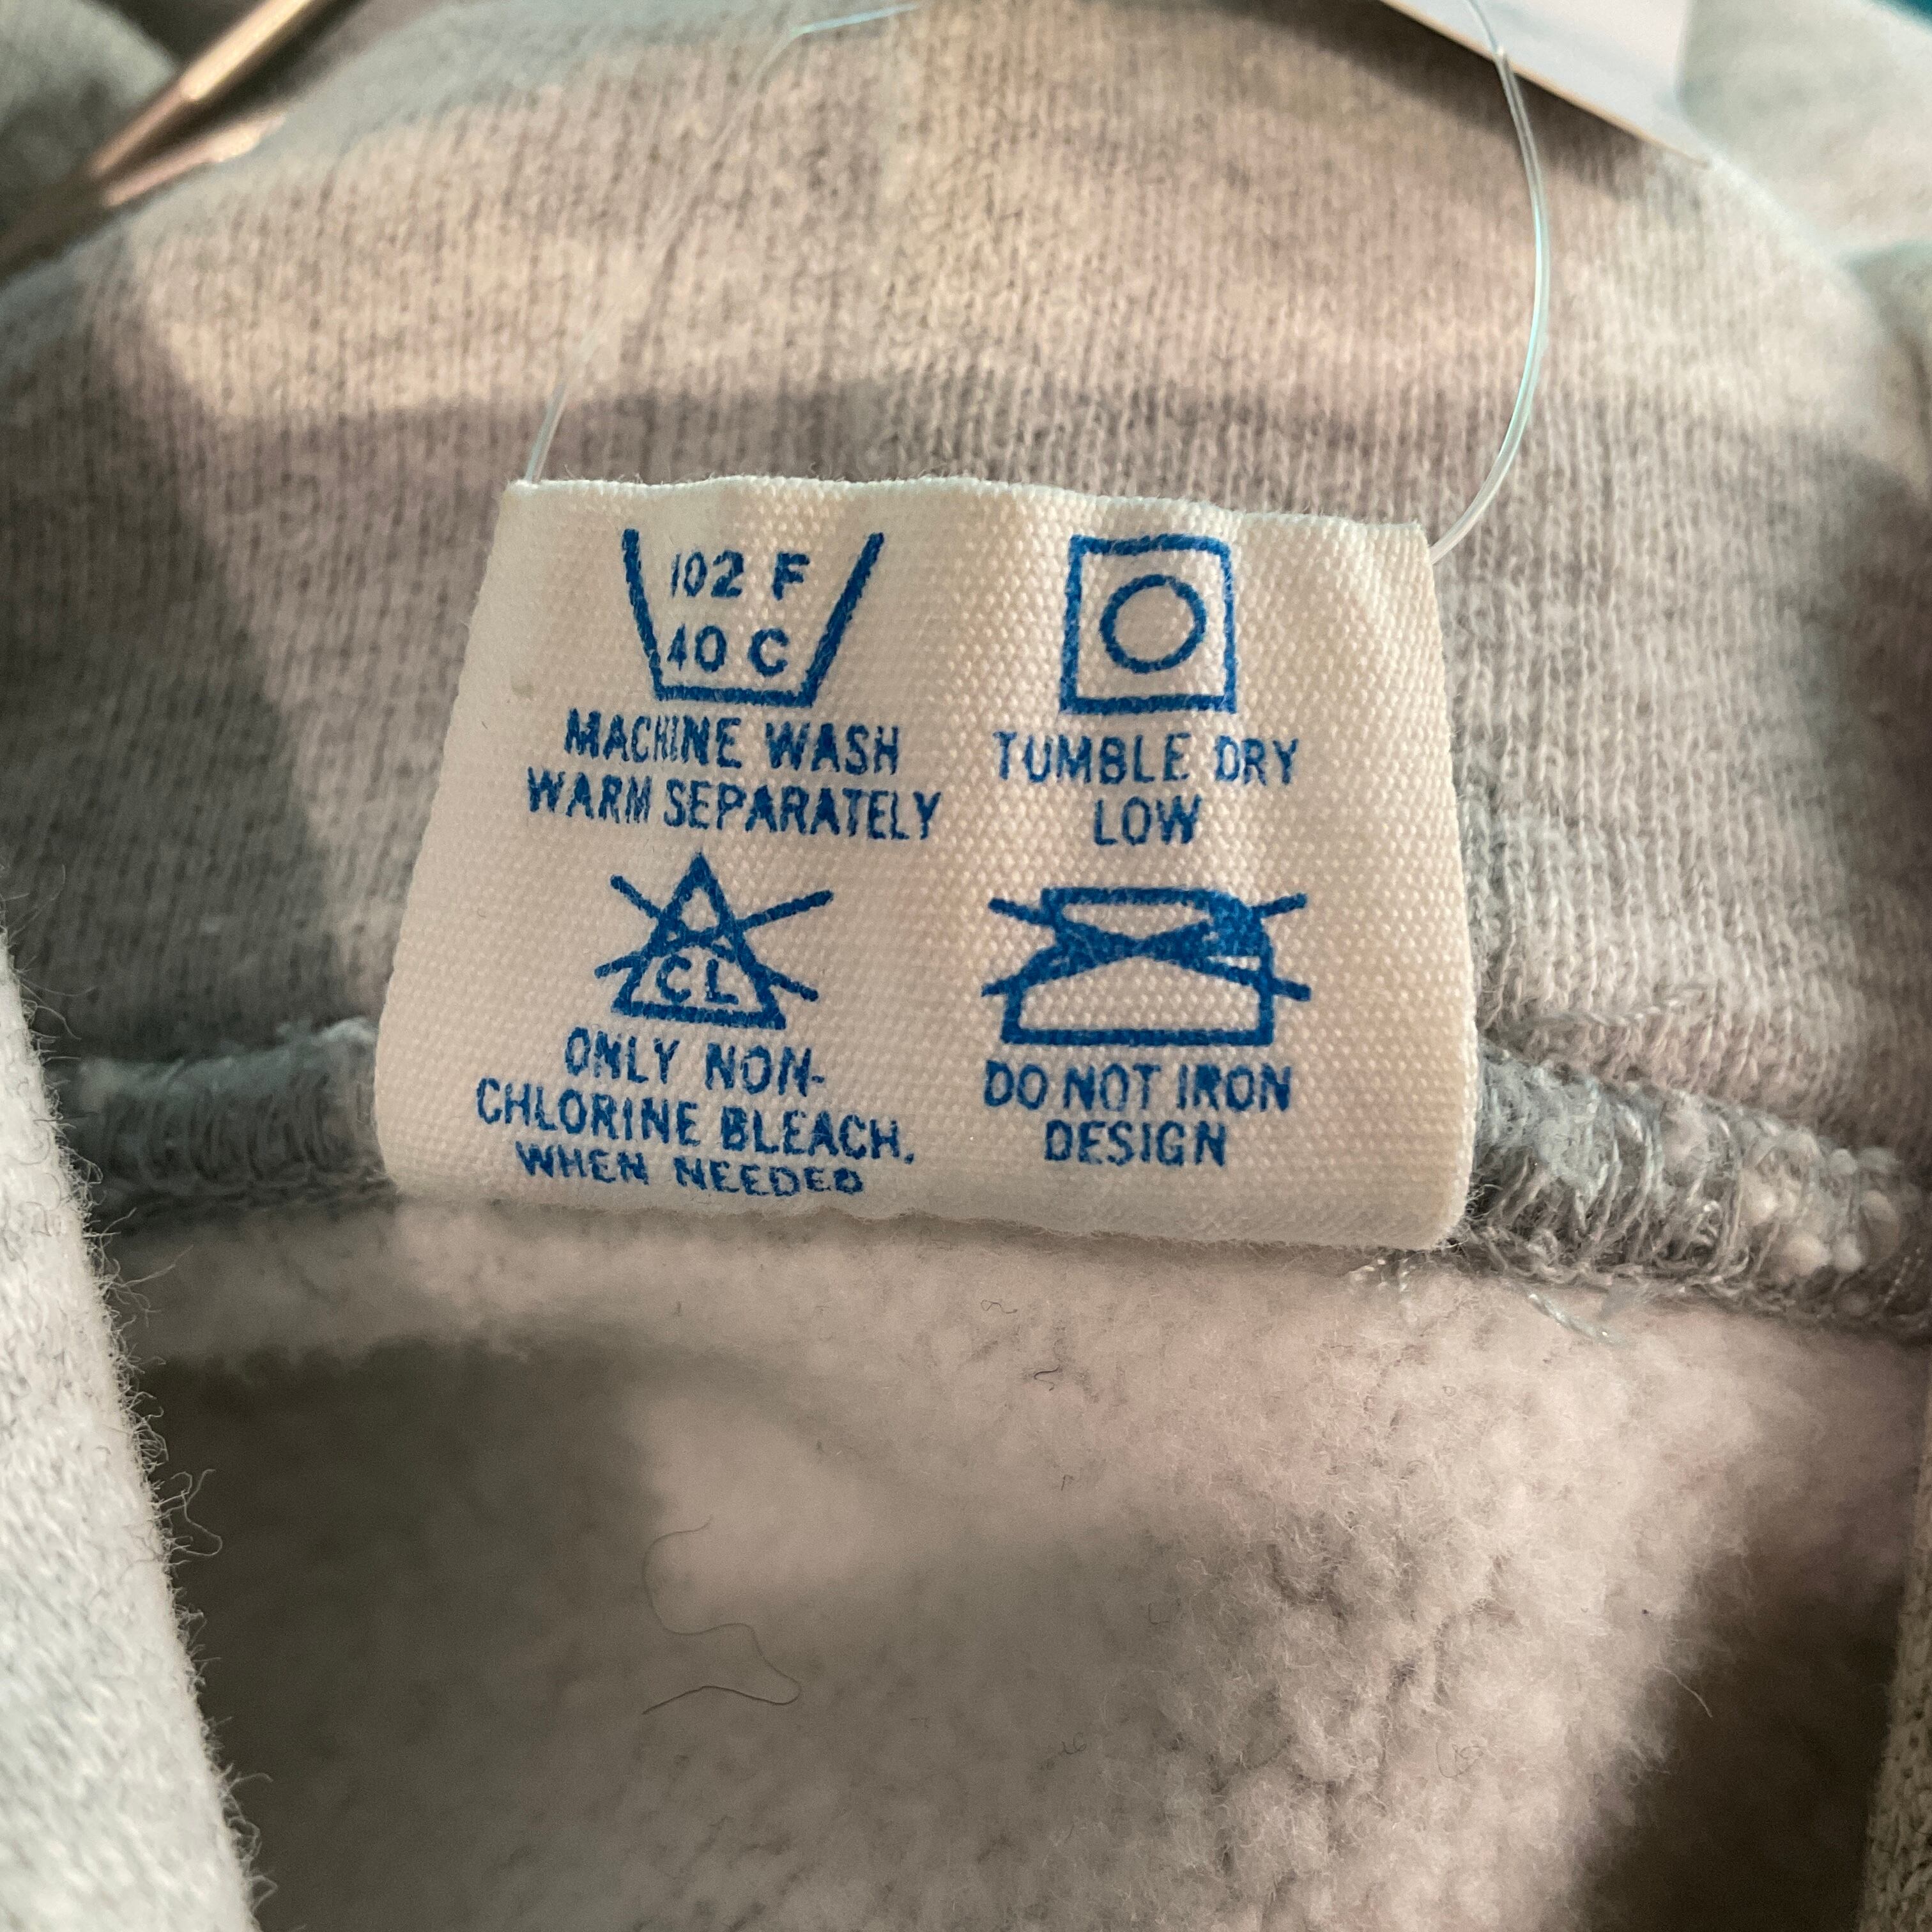 102 F
40 C
MACHINE WASH
WARM SEPARATELY
TUMBLE DRY
LOW
CL
ONLY NON-
CHLORINE BLEACH,
WHEN NEEDED
DO NOT IRON
DESIGN